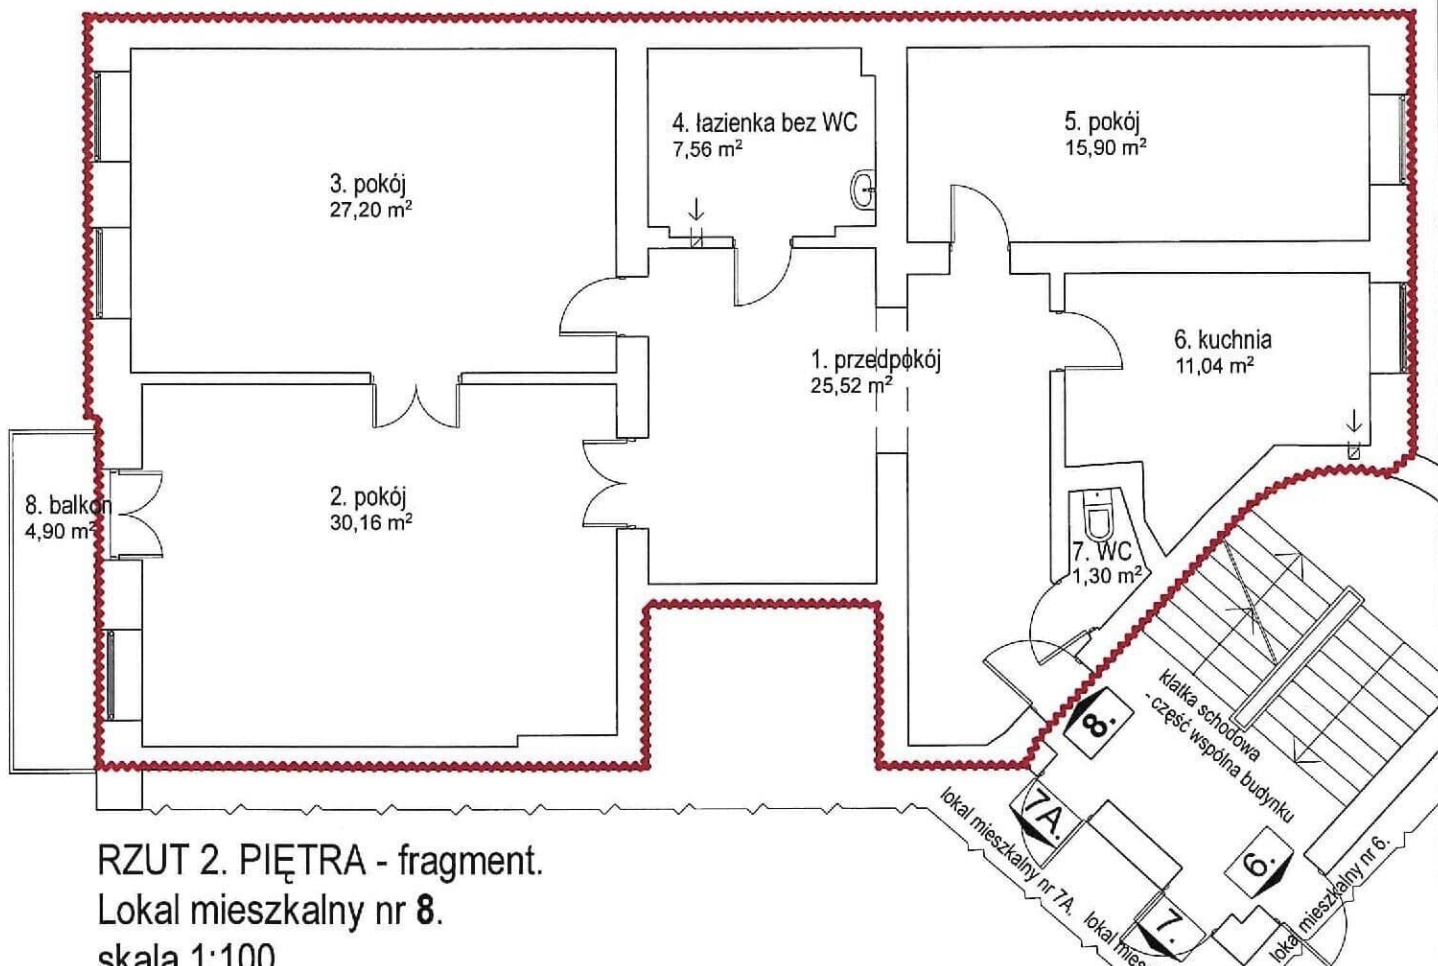 3. pokój
27,20 m²
4. łazienka bez WC
7,56 m²
5. pokój
15,90 m²
1. przedpokój
25,52 m²
6. kuchnia
11,04 m²
8. balkon
4,90 m²
2. pokój
30,16 m²
7. WC
1,30 m²
8.
klatka schodowa
- część wspólna budynku
7A.
lokal mieszkalny nr 7A.
6.
lokal mieszkalny nr 6.
7.
lokal
RZUT 2. PIĘTRA - fragment.
Lokal mieszkalny nr 8.
skala 1:100